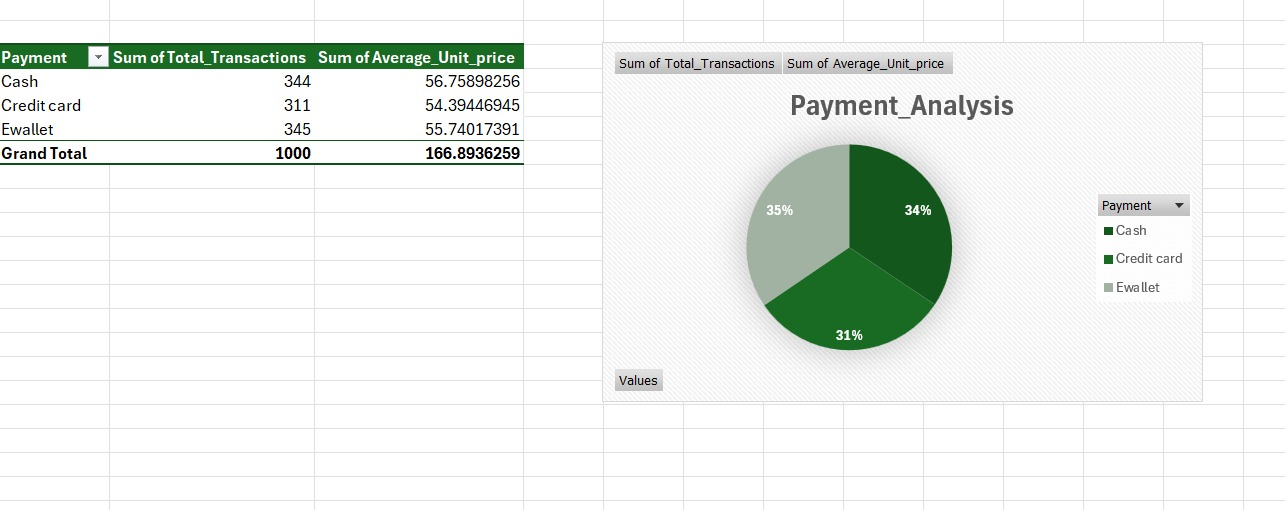 Payment Sum of Total_Transactions Sum of Average_Unit_price
Cash 344 56.75898256
Credit card 311 54.39446945
Ewallet 345 55.74017391
Grand Total 1000 166.8936259
Sum of Total_Transactions Sum of Average_Unit_price
Payment_Analysis
35% 34%
31%
Payment
Cash
Credit card
Ewallet
Values